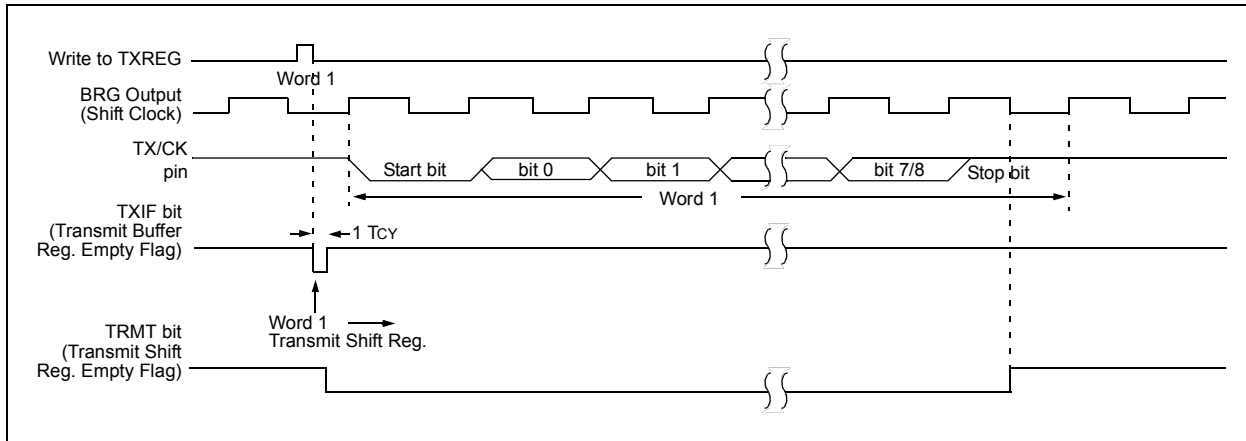 Write to TXREG
Word 1
BRG Output
(Shift Clock)
TX/CK
pin
Start bit
bit 0
bit 1
bit 7/8
Stop bit
Word 1
TXIF bit
(Transmit Buffer
Reg. Empty Flag)
1 TCY
Word 1
Transmit Shift Reg.
TRMT bit
(Transmit Shift
Reg. Empty Flag)